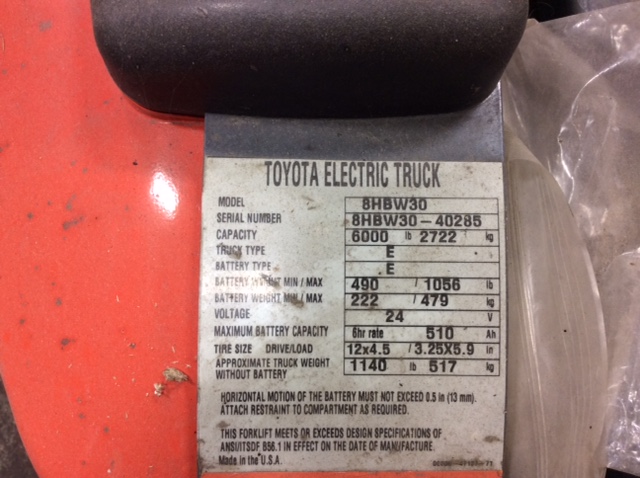 TOYOTA ELECTRIC TRUCK
MODEL 8HBW30
SERIAL NUMBER 8HBW30-40285
CAPACITY 6000 lb 2722 kg
TRUCK TYPE E
BATTERY TYPE E
BATTERY WEIGHT MIN / MAX 490 / 1056 lb
BATTERY WEIGHT MIN / MAX 222 / 479 kg
VOLTAGE 24 V
MAXIMUM BATTERY CAPACITY 6hr rate 510 Ah
TIRE SIZE DRIVE/LOAD 12x4.5 / 3.25X5.9 in
APPROXIMATE TRUCK WEIGHT 1140 lb 517 kg
WITHOUT BATTERY
HORIZONTAL MOTION OF THE BATTERY MUST NOT EXCEED 0.5 in (13 mm).
ATTACH RESTRAINT TO COMPARTMENT AS REQUIRED.
THIS FORKLIFT MEETS OR EXCEEDS DESIGN SPECIFICATIONS OF
ANSI/ITSDF B56.1 IN EFFECT ON THE DATE OF MANUFACTURE.
Made in the U.S.A.